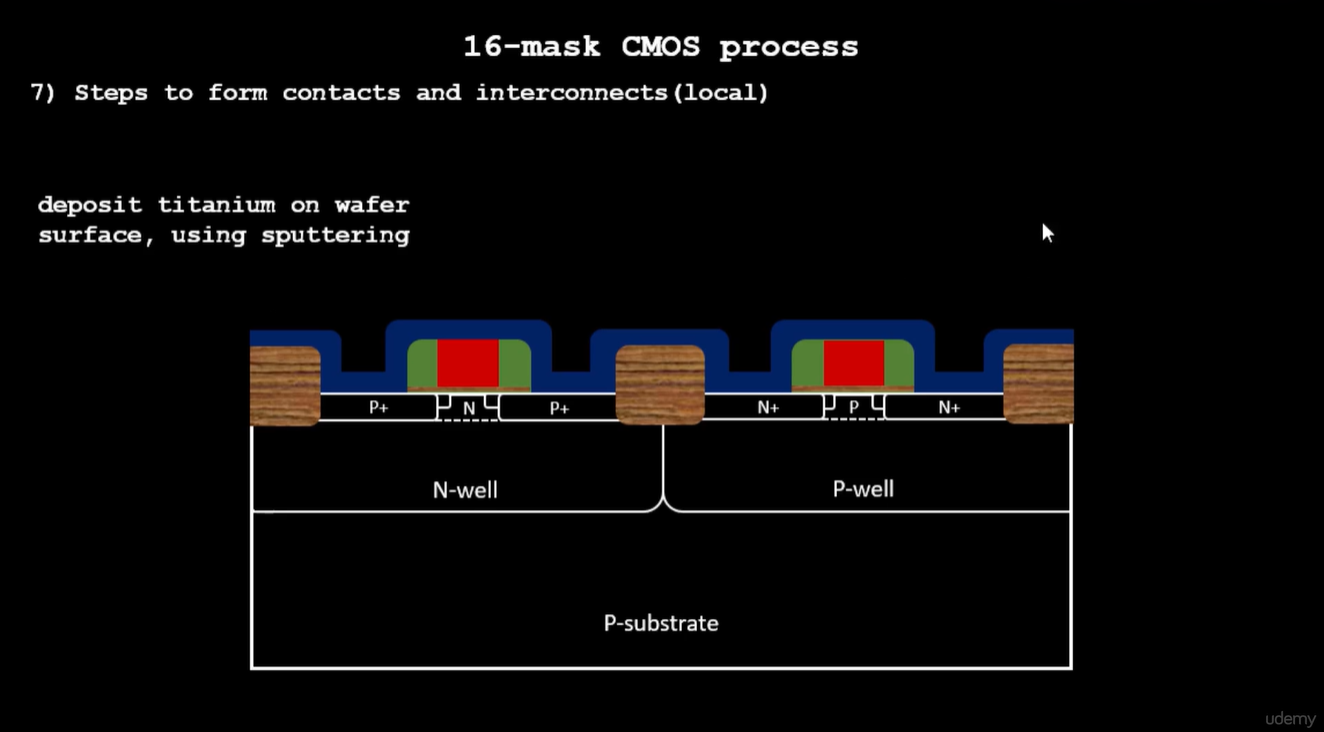 16-mask CMOS process
7) Steps to form contacts and interconnects(local)
deposit titanium on wafer
surface, using sputtering
P+ N P+ N+ P N+
N-well P-well
P-substrate
udemy